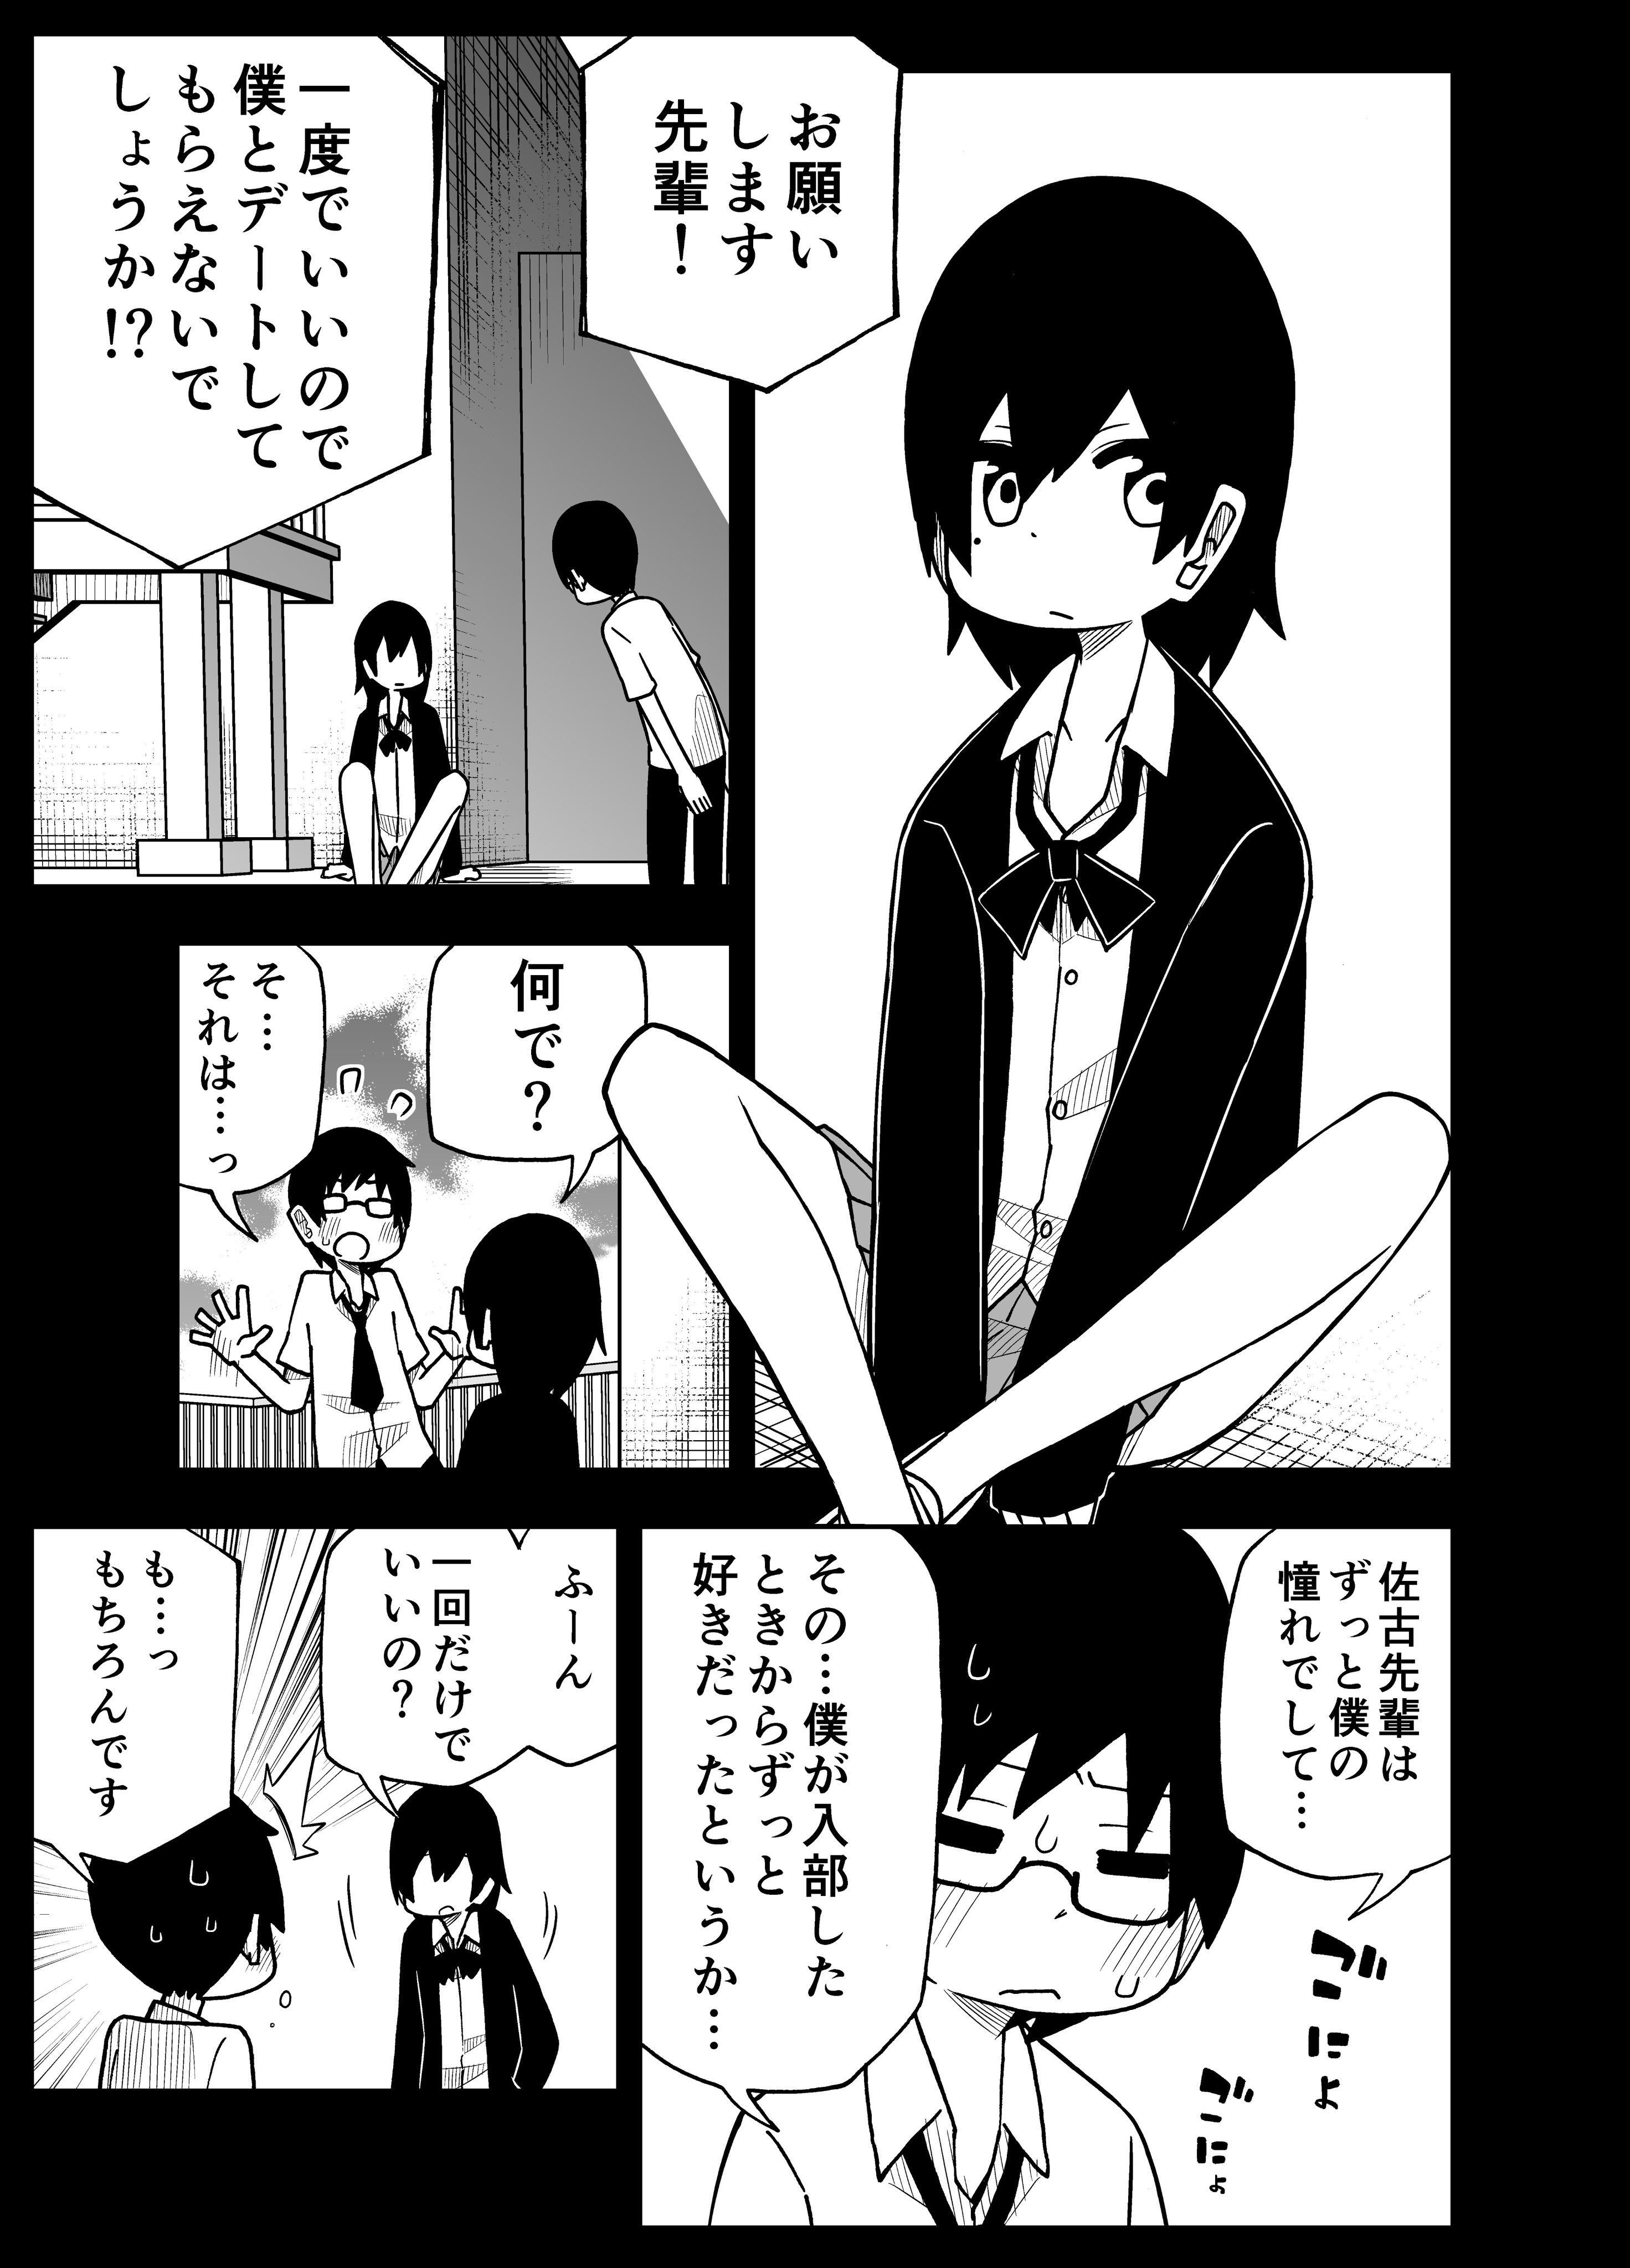 お願い
します
先輩！
一度でいいので
僕とデートして
もらえないで
しょうか!?
何で？
そ…
それは…っ
佐古先輩は
ずっと僕の
憧れでして…
ごにょ
ごにょ
その…僕が入部した
ときからずっと
好きだったというか…
ふーん
一回だけで
いいの？
も…っ
もちろんです